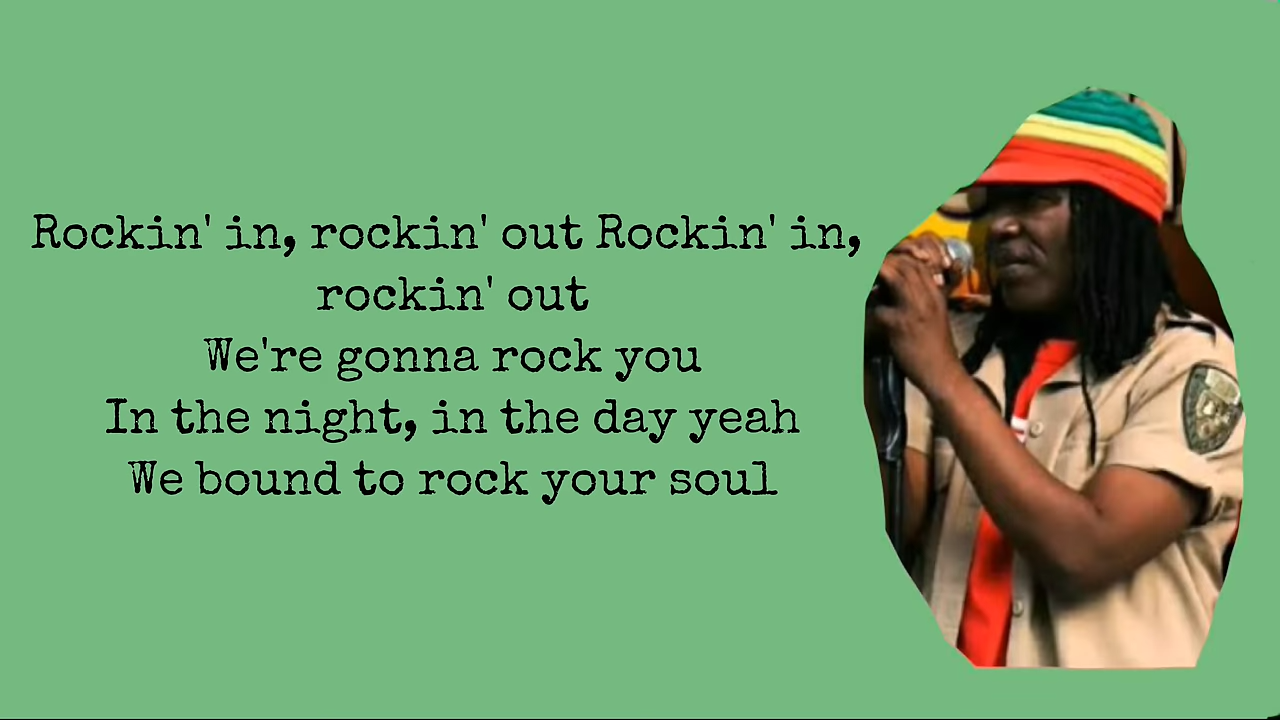 Rockin' in, rockin' out Rockin' in,
rockin' out
We're gonna rock you
In the night, in the day yeah
We bound to rock your soul